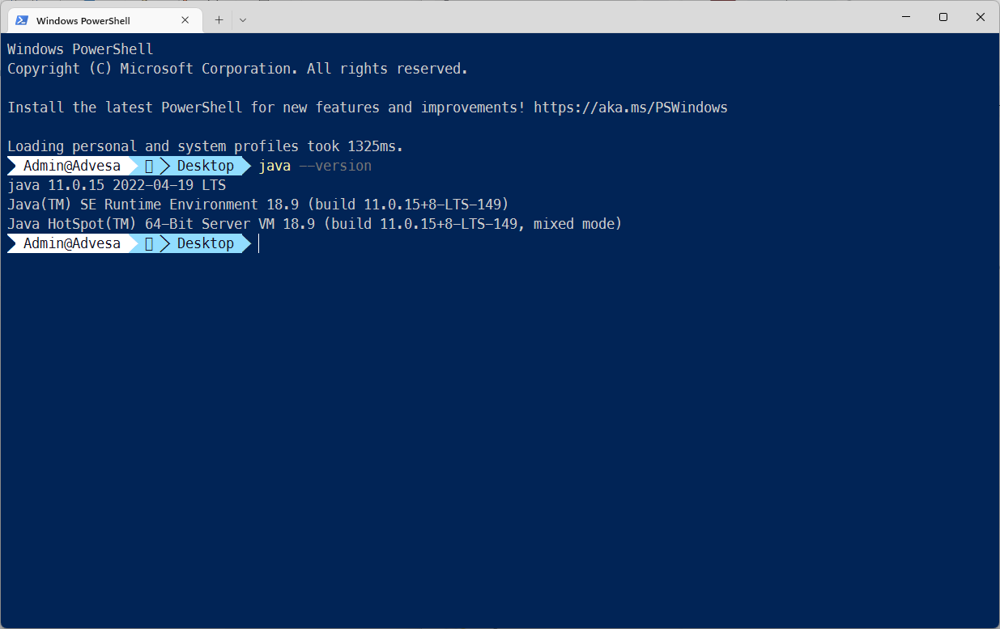 Windows PowerShell
Windows PowerShell
Copyright (C) Microsoft Corporation. All rights reserved.
Install the latest PowerShell for new features and improvements! https://aka.ms/PSWindows
Loading personal and system profiles took 1325ms.
Admin@Advesa Desktop java --version
java 11.0.15 2022-04-19 LTS
Java(TM) SE Runtime Environment 18.9 (build 11.0.15+8-LTS-149)
Java HotSpot(TM) 64-Bit Server VM 18.9 (build 11.0.15+8-LTS-149, mixed mode)
Admin@Advesa Desktop